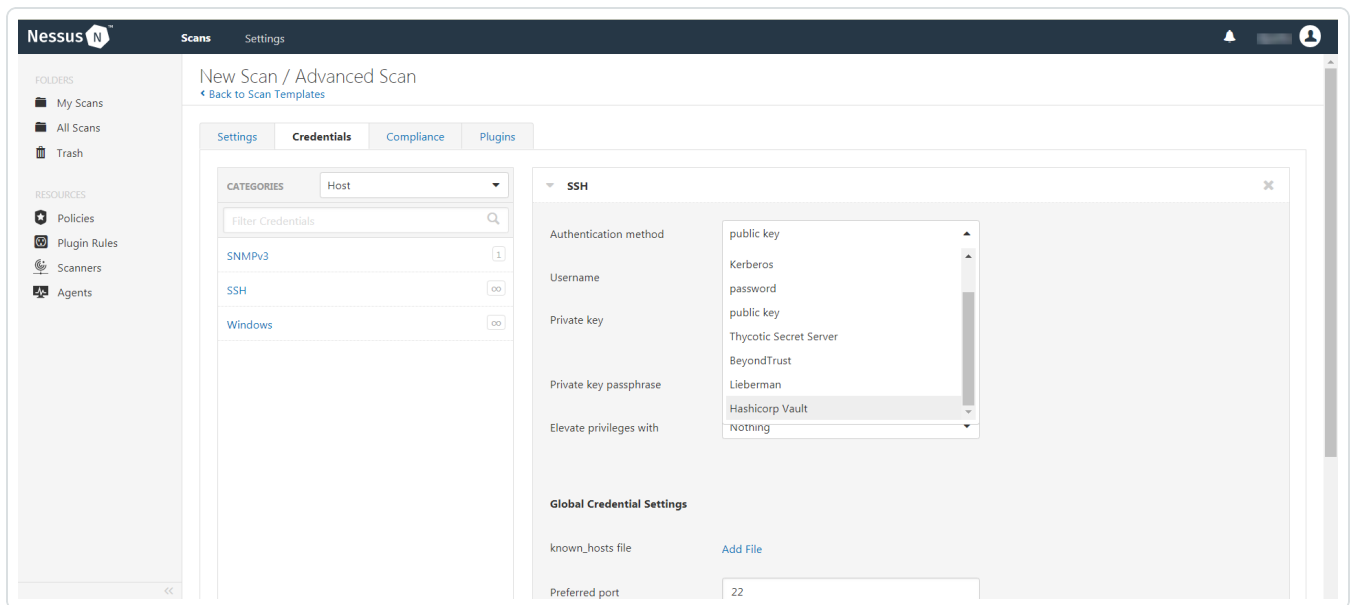 Nessus N ™
Scans Settings
FOLDERS
My Scans
All Scans
Trash
RESOURCES
Policies
Plugin Rules
Scanners
Agents
New Scan / Advanced Scan
Back to Scan Templates
Settings Credentials Compliance Plugins
CATEGORIES Host
Filter Credentials
SNMPv3 1
SSH ∞
Windows ∞
SSH
Authentication method public key
Kerberos
password
public key
Thycotic Secret Server
BeyondTrust
Lieberman
Hashicorp Vault
Username
Private key
Private key passphrase
Elevate privileges with Nothing
Global Credential Settings
known_hosts file Add File
Preferred port 22